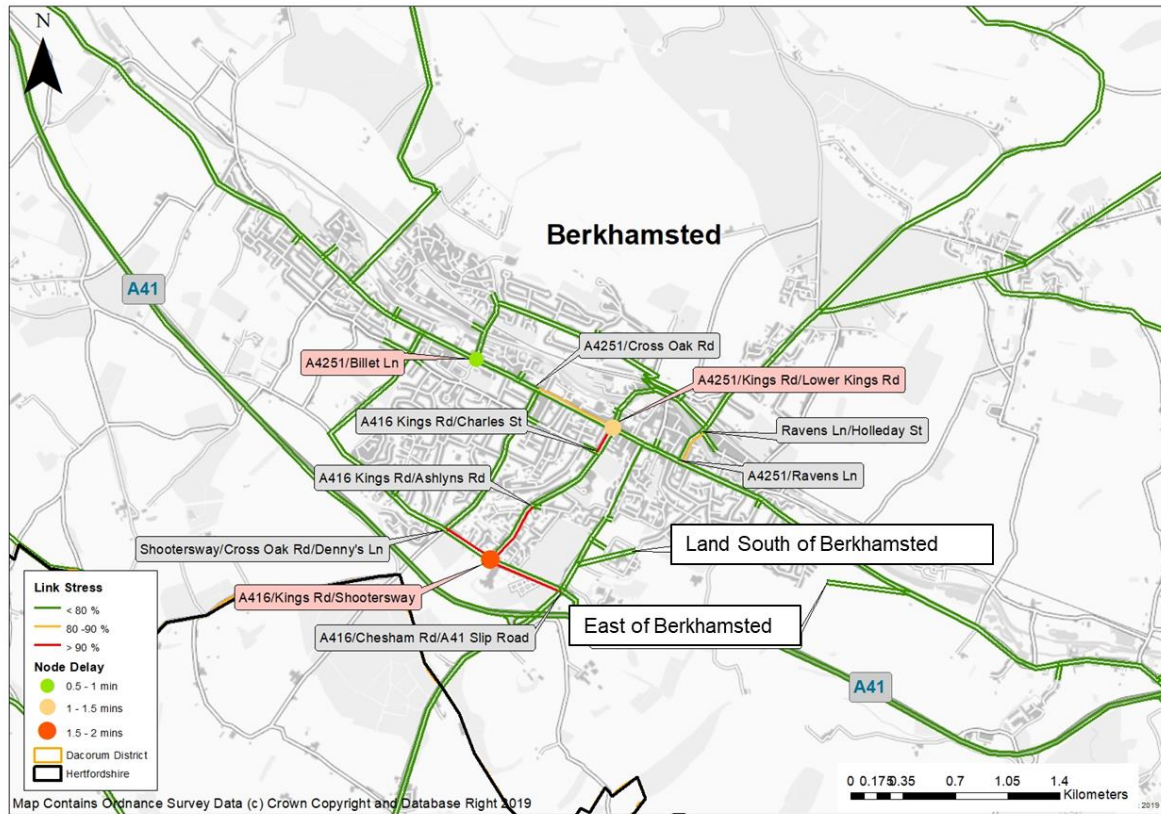 N
Berkhamsted
A41
A4251/Billet Ln
A4251/Cross Oak Rd
A4251/Kings Rd/Lower Kings Rd
A416 Kings Rd/Charles St
Ravens Ln/Holleday St
A4251/Ravens Ln
A416 Kings Rd/Ashlyns Rd
Shootersway/Cross Oak Rd/Denny's Ln
Land South of Berkhamsted
A416/Kings Rd/Shootersway
East of Berkhamsted
A416/Chesham Rd/A41 Slip Road
A41
Link Stress
< 80 %
80 -90 %
> 90 %
Node Delay
0.5 - 1 min
1 - 1.5 mins
1.5 - 2 mins
Dacorum District
Hertfordshire
0 0.175 0.35 0.7 1.05 1.4
Kilometers
Map Contains Ordnance Survey Data (c) Crown Copyright and Database Right 2019
2019